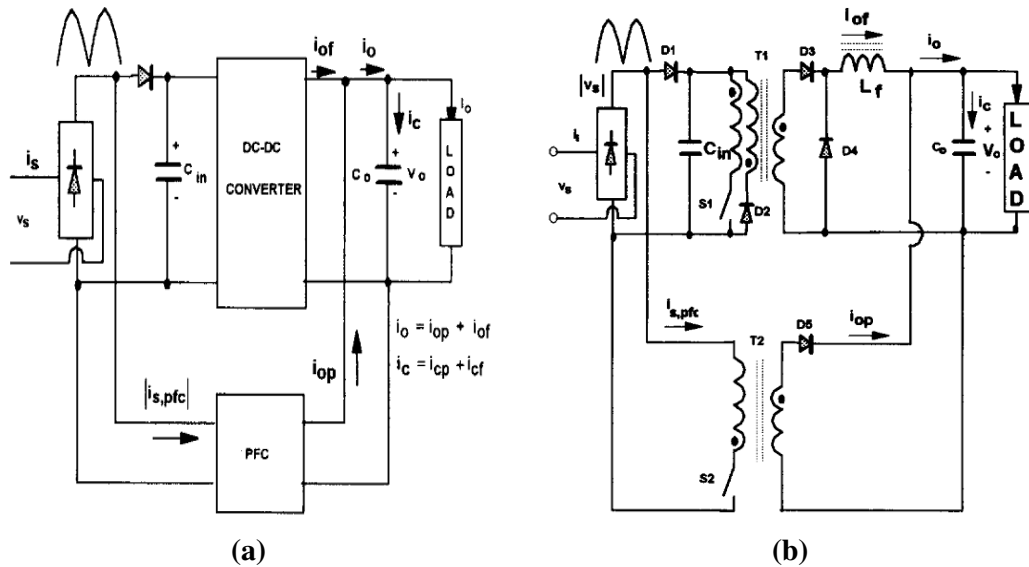 i_s
v_s
C_in
+
-
DC-DC
CONVERTER
i_of
i_o
i_c
C_o
+
V_o
-
i_o
LOAD
i_o = i_op + i_of
i_c = i_cp + i_cf
i_op
|i_s,pfc|
PFC
(a)
|v_s|
D1
T1
D3
i_of
L_f
i_o
i_c
C_in
S1
D2
D4
C_o
+
V_o
-
LOAD
v_s
i_s,pfc
T2
D5
i_op
S2
(b)